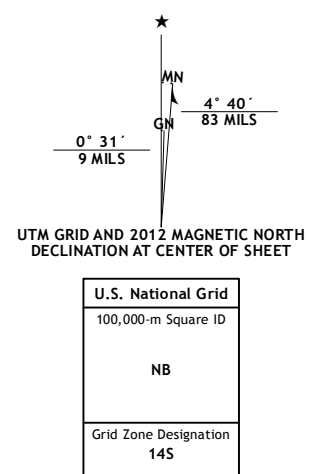 ★
MN
4° 40´
83 MILS
GN
0° 31´
9 MILS
UTM GRID AND 2012 MAGNETIC NORTH
DECLINATION AT CENTER OF SHEET
U.S. National Grid
100,000-m Square ID
NB
Grid Zone Designation
14S